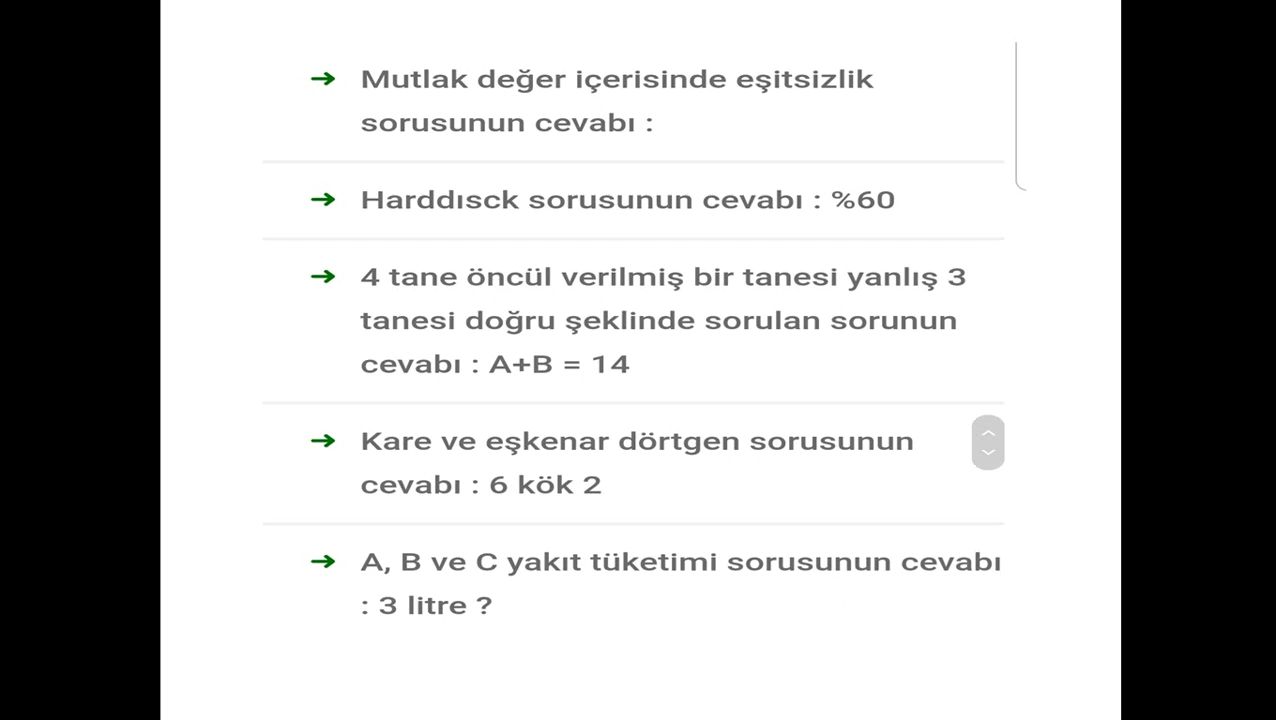 → Mutlak değer içerisinde eşitsizlik
sorusunun cevabı :
→ Harddısck sorusunun cevabı : %60
→ 4 tane öncül verilmiş bir tanesi yanlış 3
tanesi doğru şeklinde sorulan sorunun
cevabı : A+B = 14
→ Kare ve eşkenar dörtgen sorusunun
cevabı : 6 kök 2
→ A, B ve C yakıt tüketimi sorusunun cevabı
: 3 litre ?